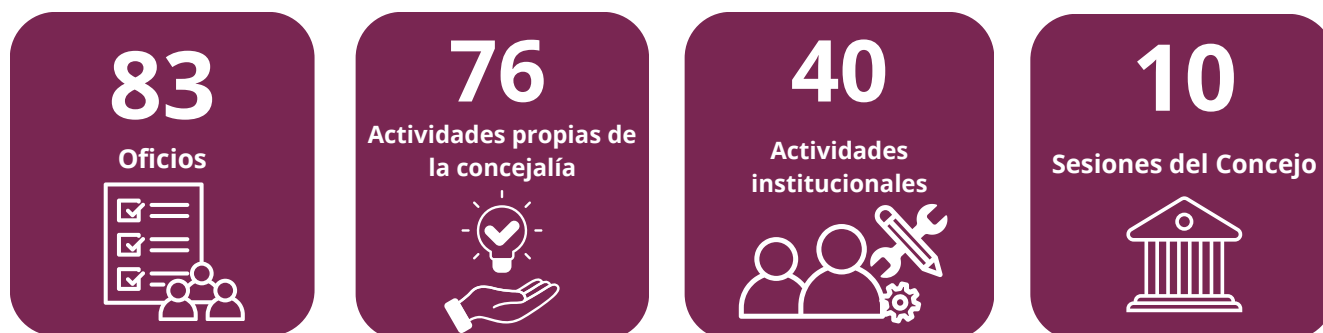 83
Oficios
76
Actividades propias de
la concejalía
40
Actividades
institucionales
10
Sesiones del Concejo